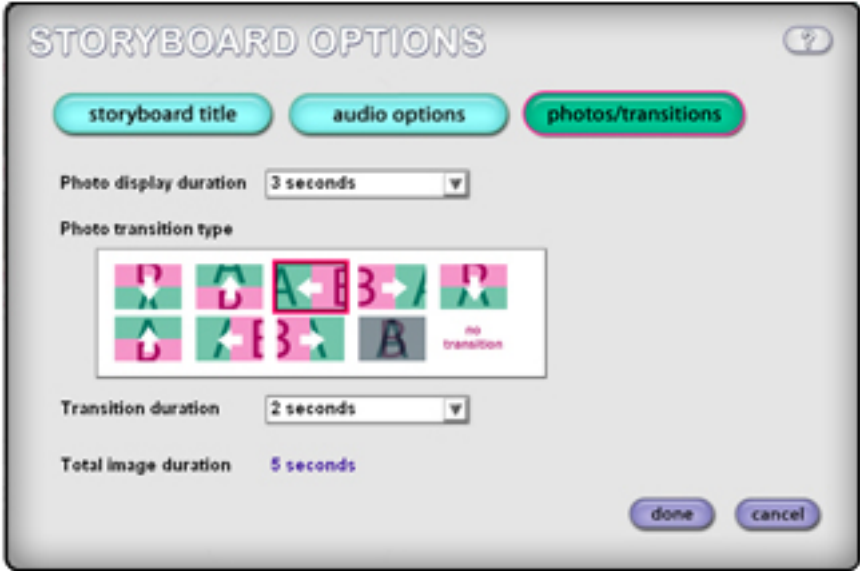 STORYBOARD OPTIONS ?
storyboard title audio options photos/transitions
Photo display duration 3 seconds
Photo transition type
A B B A
A B B A B
no
transition
Transition duration 2 seconds
Total image duration 5 seconds
done cancel